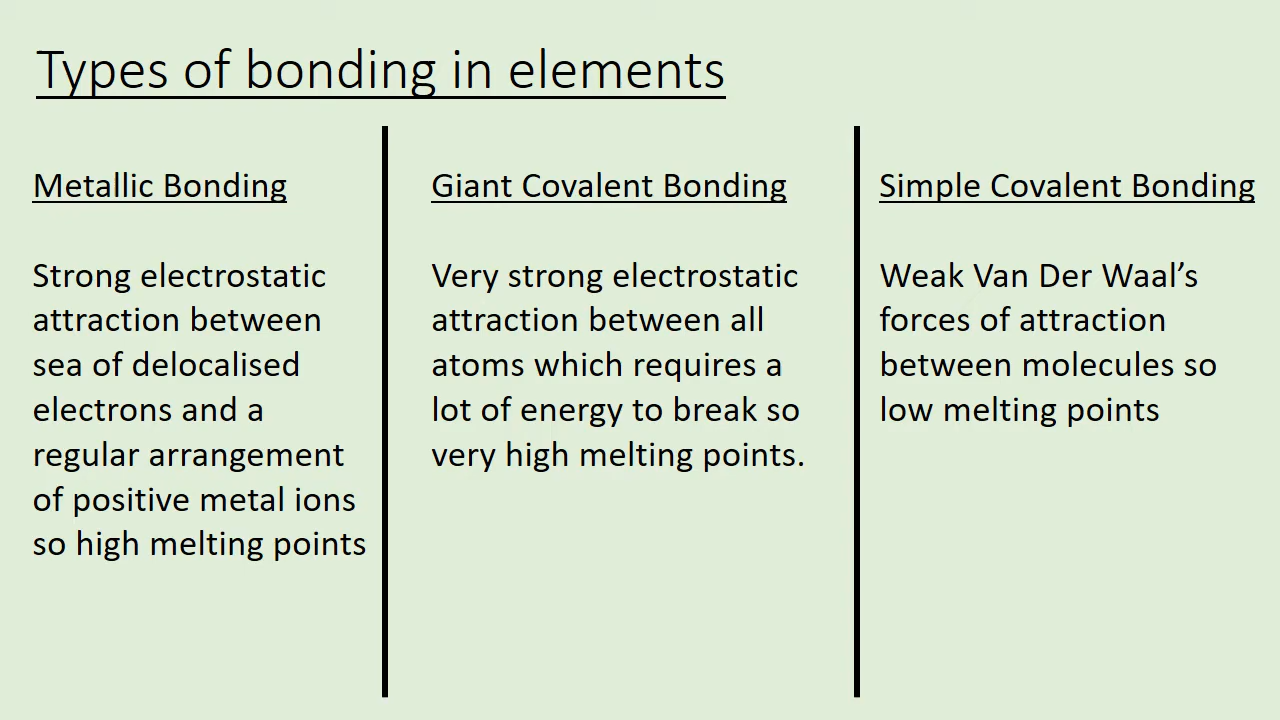 Types of bonding in elements
Metallic Bonding
Strong electrostatic
attraction between
sea of delocalised
electrons and a
regular arrangement
of positive metal ions
so high melting points
Giant Covalent Bonding
Very strong electrostatic
attraction between all
atoms which requires a
lot of energy to break so
very high melting points.
Simple Covalent Bonding
Weak Van Der Waal’s
forces of attraction
between molecules so
low melting points